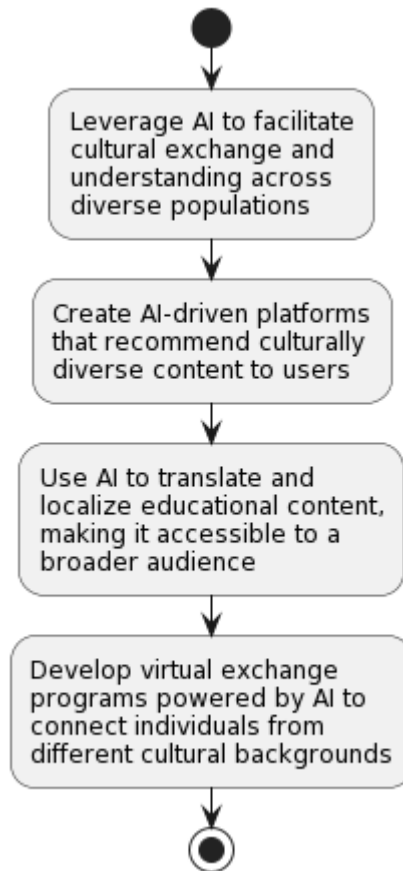 Leverage AI to facilitate
cultural exchange and
understanding across
diverse populations
Create AI-driven platforms
that recommend culturally
diverse content to users
Use AI to translate and
localize educational content,
making it accessible to a
broader audience
Develop virtual exchange
programs powered by AI to
connect individuals from
different cultural backgrounds